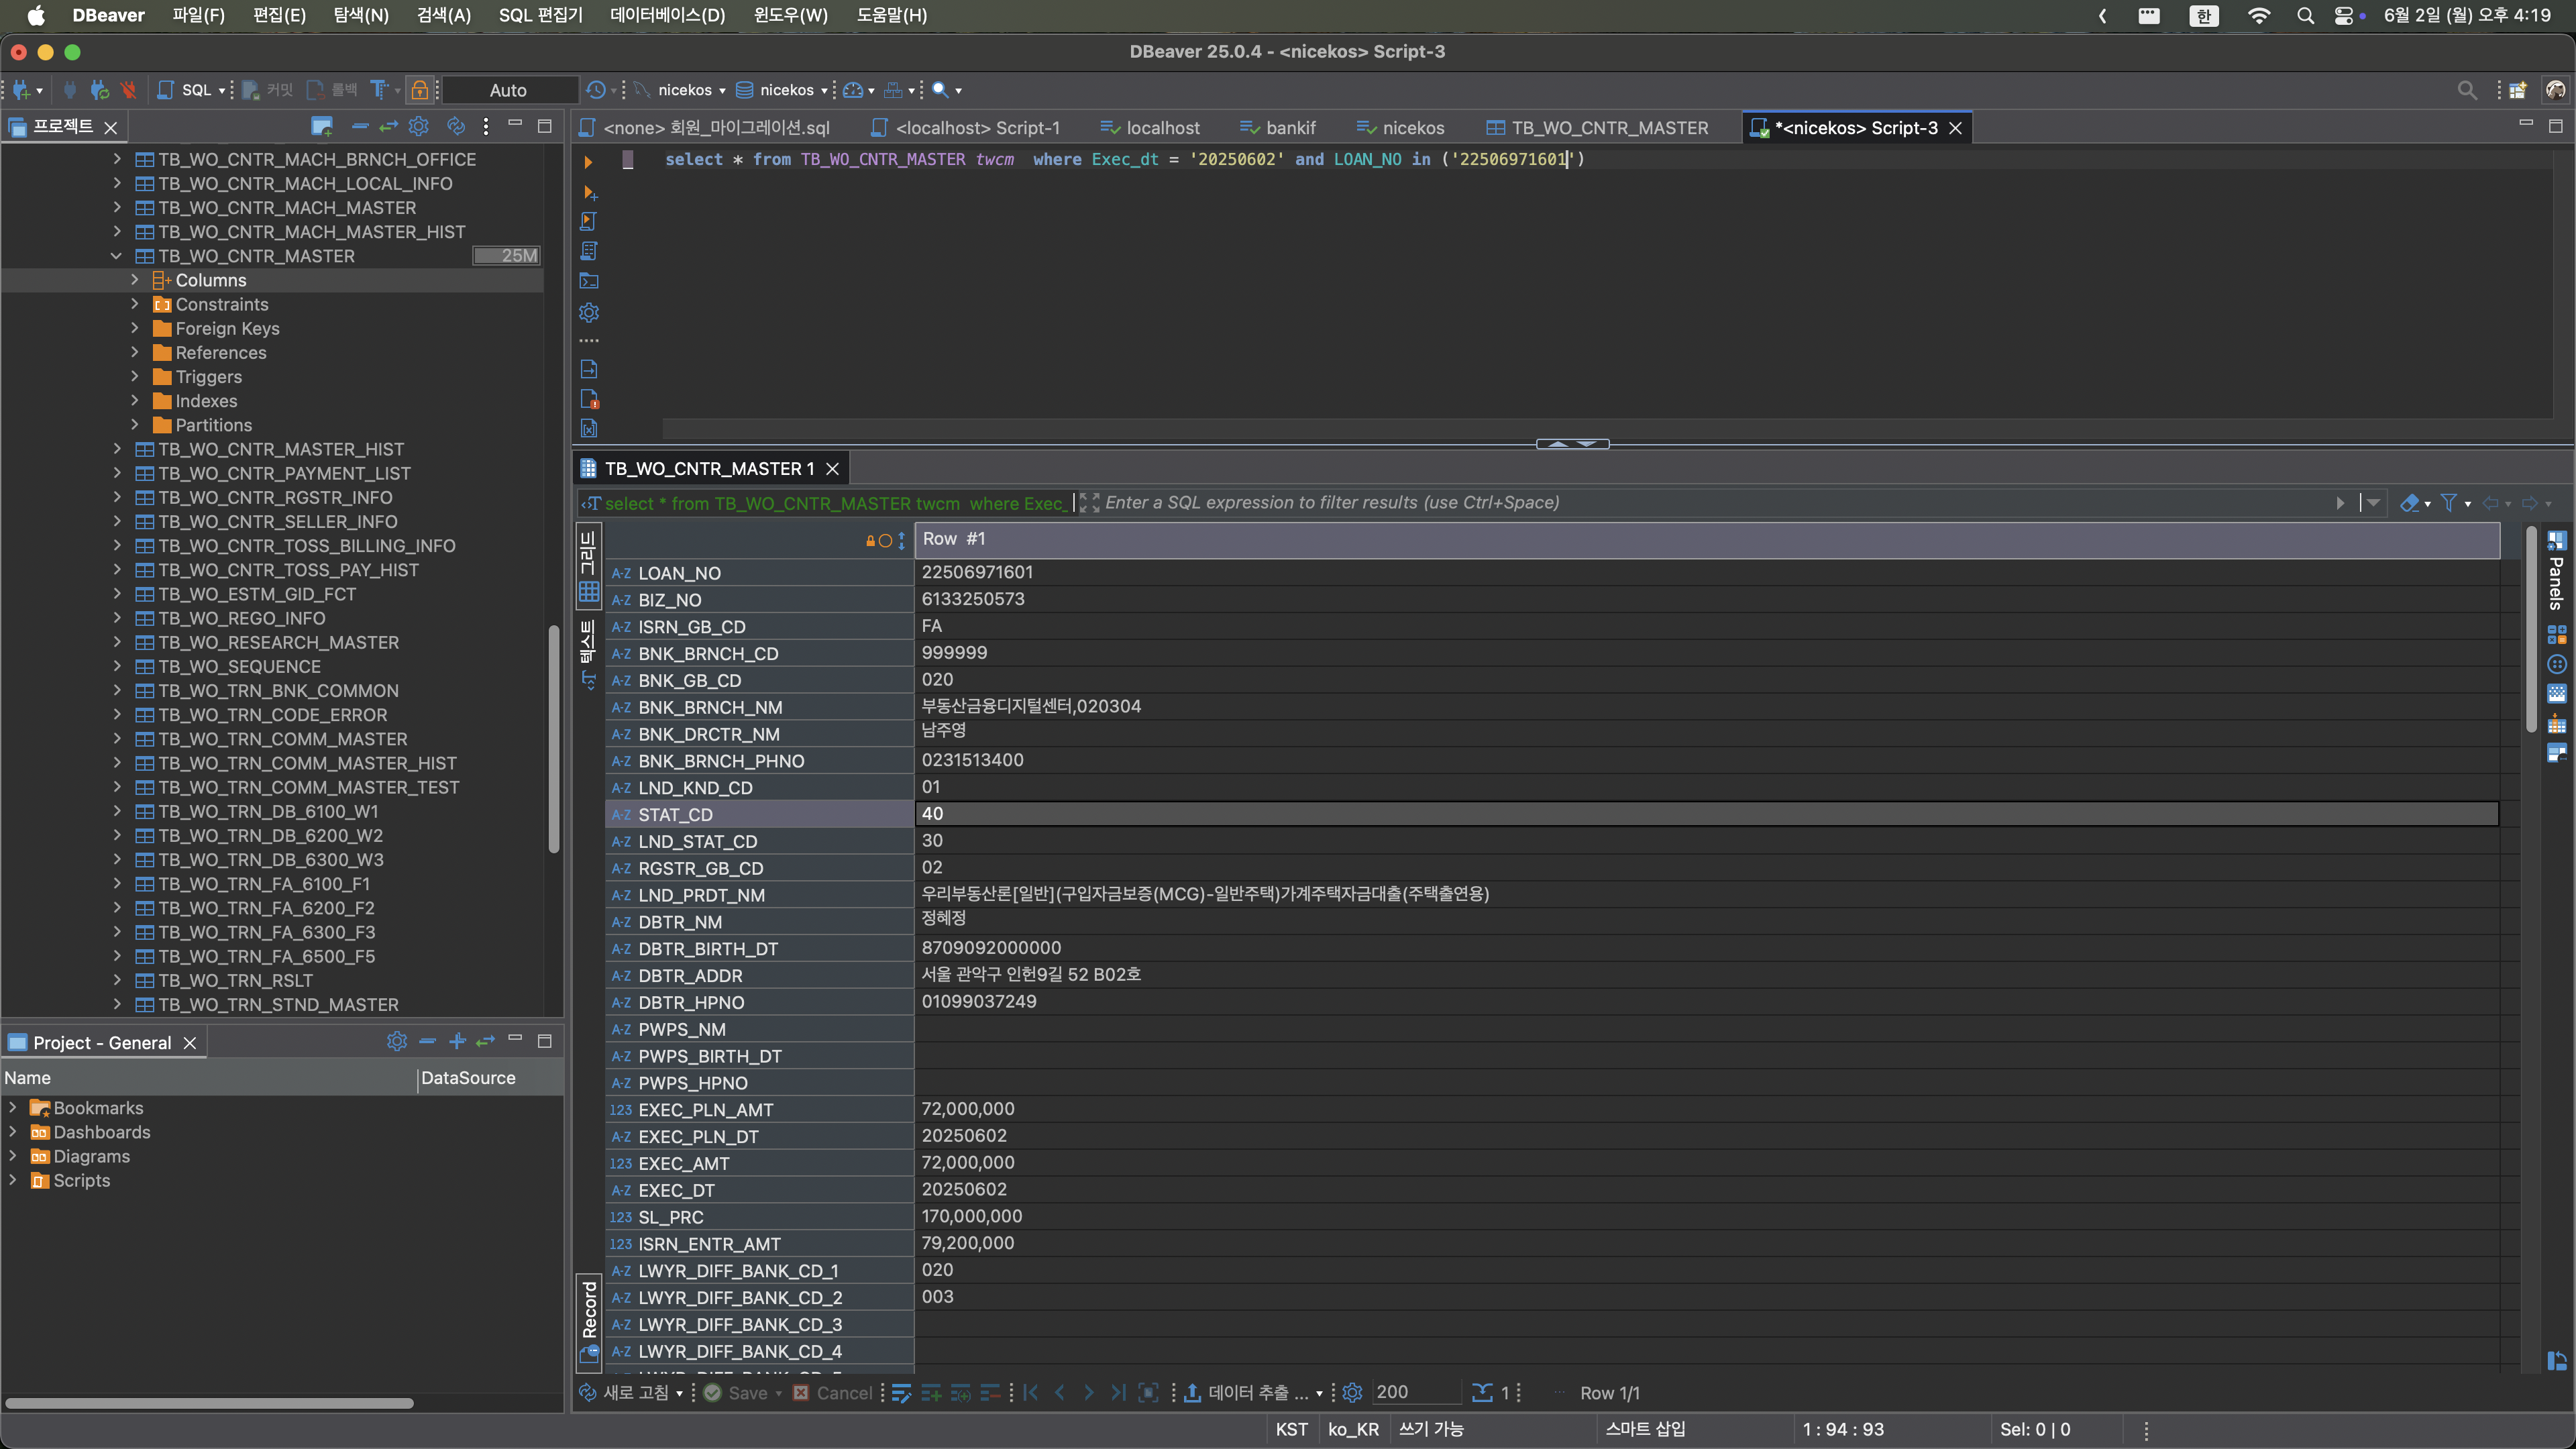 DBeaver 파일(F) 편집(E) 탐색(N) 검색(A) SQL 편집기 데이터베이스(D) 윈도우(W) 도움말(H) 한 6월 2일 (월) 오후 4:19
DBeaver 25.0.4 - <nicekos> Script-3
SQL 커밋 롤백 Auto nicekos nicekos
프로젝트
<none> 회원_마이그레이션.sql <localhost> Script-1 localhost bankif nicekos TB_WO_CNTR_MASTER *<nicekos> Script-3
select * from TB_WO_CNTR_MASTER twcm where Exec_dt = '20250602' and LOAN_NO in ('22506971601')
TB_WO_CNTR_MACH_BRNCH_OFFICE
TB_WO_CNTR_MACH_LOCAL_INFO
TB_WO_CNTR_MACH_MASTER
TB_WO_CNTR_MACH_MASTER_HIST
TB_WO_CNTR_MASTER 25M
Columns
Constraints
Foreign Keys
References
Triggers
Indexes
Partitions
TB_WO_CNTR_MASTER_HIST
TB_WO_CNTR_PAYMENT_LIST
TB_WO_CNTR_RGSTR_INFO
TB_WO_CNTR_SELLER_INFO
TB_WO_CNTR_TOSS_BILLING_INFO
TB_WO_CNTR_TOSS_PAY_HIST
TB_WO_ESTM_GID_FCT
TB_WO_REGO_INFO
TB_WO_RESEARCH_MASTER
TB_WO_SEQUENCE
TB_WO_TRN_BNK_COMMON
TB_WO_TRN_CODE_ERROR
TB_WO_TRN_COMM_MASTER
TB_WO_TRN_COMM_MASTER_HIST
TB_WO_TRN_COMM_MASTER_TEST
TB_WO_TRN_DB_6100_W1
TB_WO_TRN_DB_6200_W2
TB_WO_TRN_DB_6300_W3
TB_WO_TRN_FA_6100_F1
TB_WO_TRN_FA_6200_F2
TB_WO_TRN_FA_6300_F3
TB_WO_TRN_FA_6500_F5
TB_WO_TRN_RSLT
TB_WO_TRN_STND_MASTER
Project - General
Name DataSource
Bookmarks
Dashboards
Diagrams
Scripts
TB_WO_CNTR_MASTER 1
select * from TB_WO_CNTR_MASTER twcm where Exec_ Enter a SQL expression to filter results (use Ctrl+Space)
그리드
텍스트
Record
Panels
Row #1
A-Z LOAN_NO 22506971601
A-Z BIZ_NO 6133250573
A-Z ISRN_GB_CD FA
A-Z BNK_BRNCH_CD 999999
A-Z BNK_GB_CD 020
A-Z BNK_BRNCH_NM 부동산금융디지털센터,020304
A-Z BNK_DRCTR_NM 남주영
A-Z BNK_BRNCH_PHNO 0231513400
A-Z LND_KND_CD 01
A-Z STAT_CD 40
A-Z LND_STAT_CD 30
A-Z RGSTR_GB_CD 02
A-Z LND_PRDT_NM 우리부동산론[일반](구입자금보증(MCG)-일반주택)가계주택자금대출(주택출연용)
A-Z DBTR_NM 정혜정
A-Z DBTR_BIRTH_DT 8709092000000
A-Z DBTR_ADDR 서울 관악구 인헌9길 52 B02호
A-Z DBTR_HPNO 01099037249
A-Z PWPS_NM
A-Z PWPS_BIRTH_DT
A-Z PWPS_HPNO
123 EXEC_PLN_AMT 72,000,000
A-Z EXEC_PLN_DT 20250602
123 EXEC_AMT 72,000,000
A-Z EXEC_DT 20250602
123 SL_PRC 170,000,000
123 ISRN_ENTR_AMT 79,200,000
A-Z LWYR_DIFF_BANK_CD_1 020
A-Z LWYR_DIFF_BANK_CD_2 003
A-Z LWYR_DIFF_BANK_CD_3
A-Z LWYR_DIFF_BANK_CD_4
새로 고침 Save Cancel 데이터 추출 ... 200 1 Row 1/1
KST ko_KR 쓰기 가능 스마트 삽입 1 : 94 : 93 Sel: 0 | 0